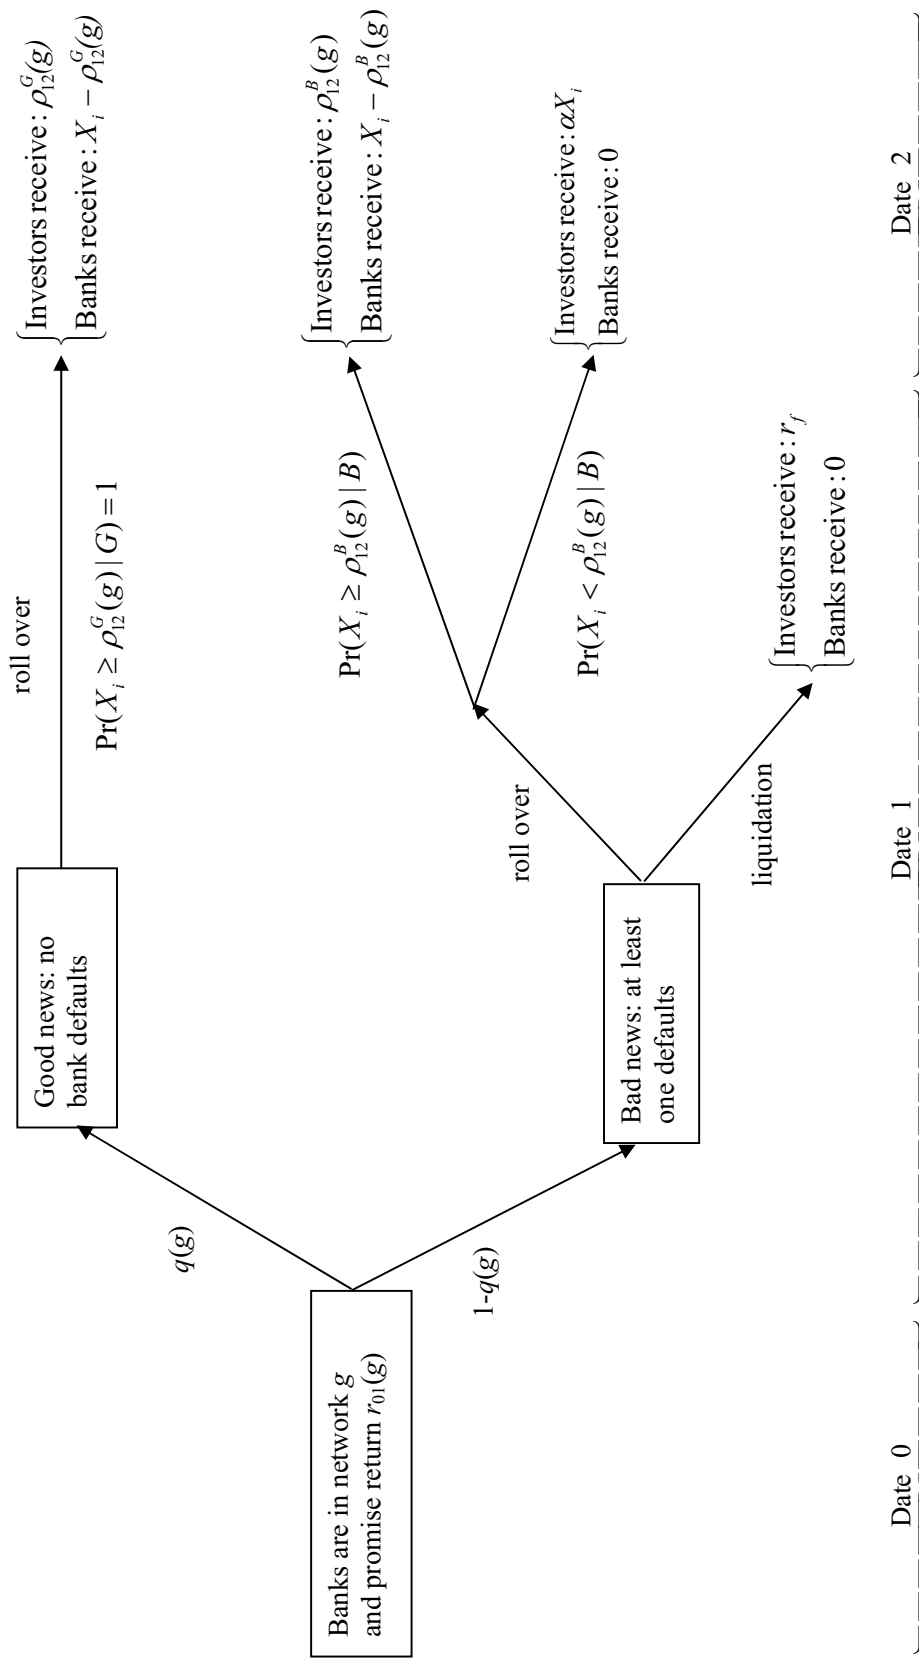 Banks are in network g
and promise return r₀₁(g)
q(g)
1-q(g)
Good news: no
bank defaults
Bad news: at least
one defaults
roll over
Pr(Xᵢ ≥ ρ₁₂ᴳ(g) | G) = 1
roll over
liquidation
Pr(Xᵢ ≥ ρ₁₂ᴮ(g) | B)
Pr(Xᵢ < ρ₁₂ᴮ(g) | B)
Investors receive: ρ₁₂ᴳ(g)
Banks receive: Xᵢ − ρ₁₂ᴳ(g)
Investors receive: ρ₁₂ᴮ(g)
Banks receive: Xᵢ − ρ₁₂ᴮ(g)
Investors receive: αXᵢ
Banks receive: 0
Investors receive: r_f
Banks receive: 0
Date 0
Date 1
Date 2